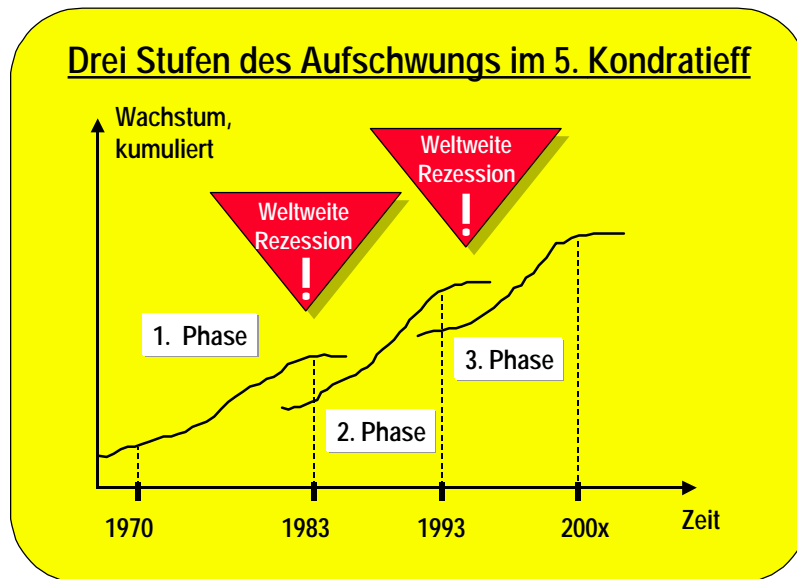 Drei Stufen des Aufschwungs im 5. Kondratieff
Wachstum,
kumuliert
Weltweite
Rezession
!
Weltweite
Rezession
!
1. Phase
2. Phase
3. Phase
1970
1983
1993
200x
Zeit